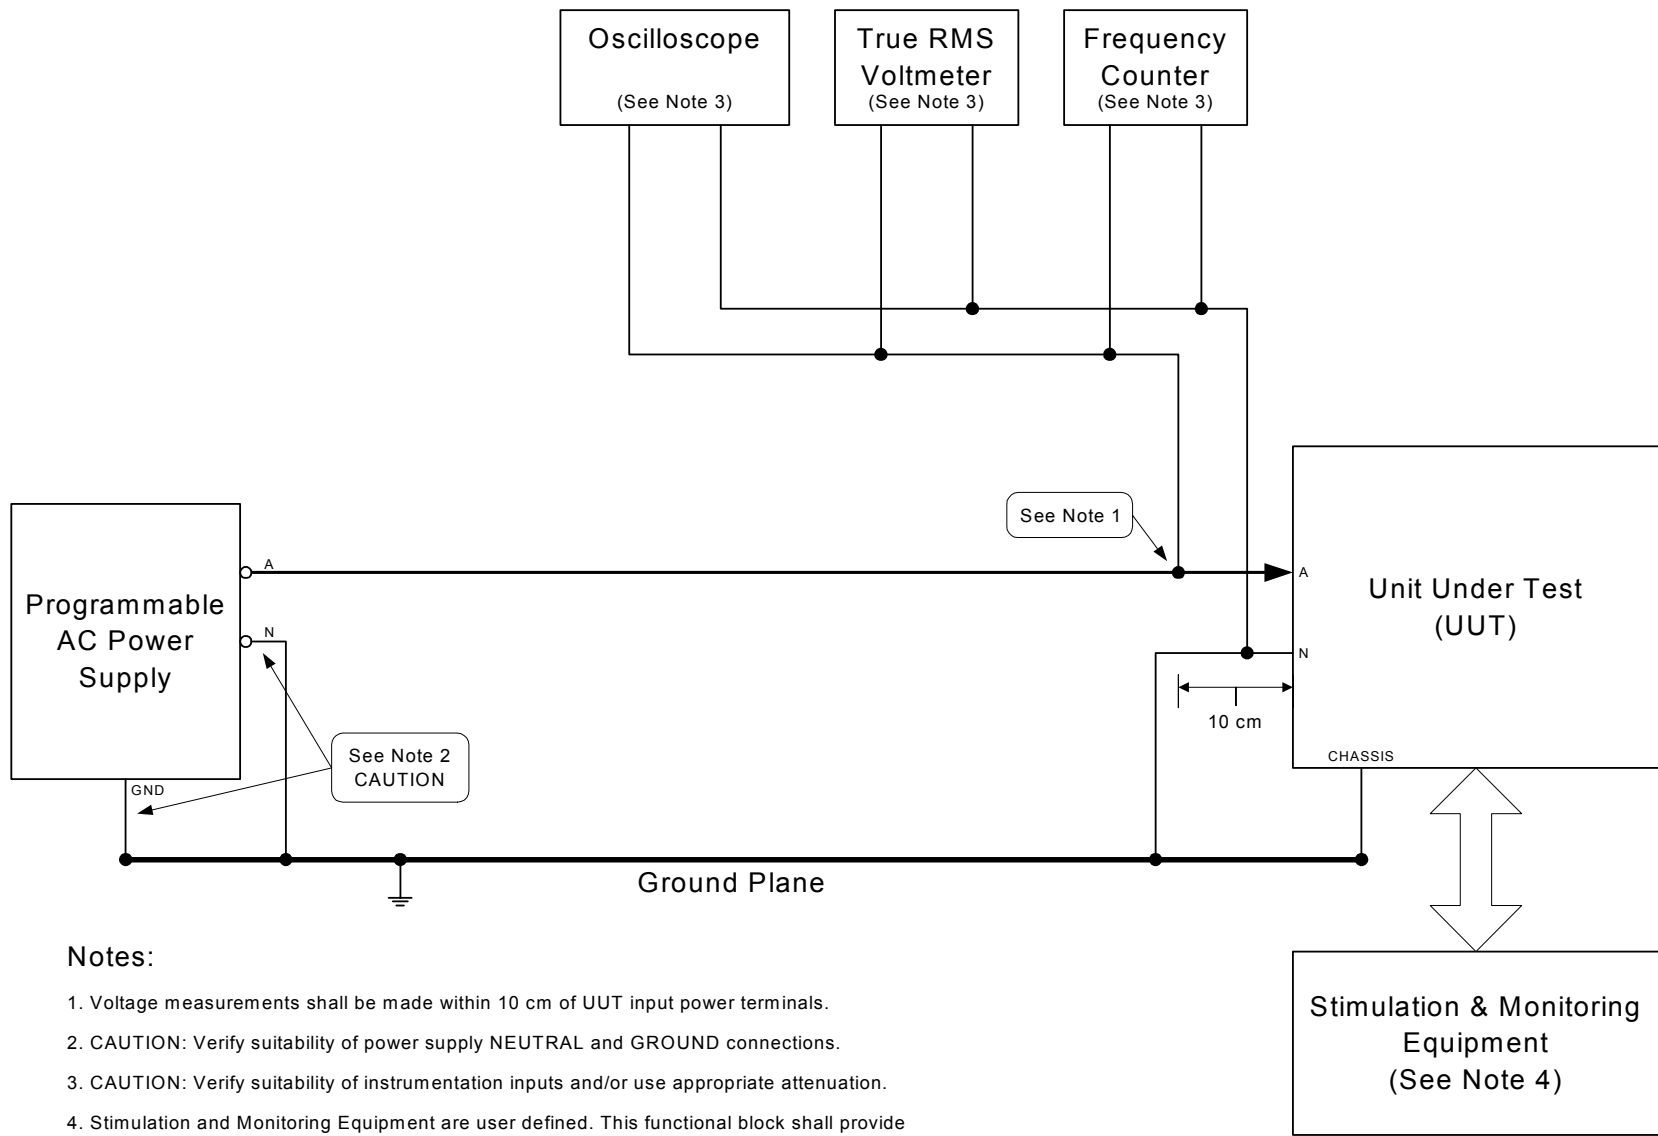 Oscilloscope
(See Note 3)
True RMS
Voltmeter
(See Note 3)
Frequency
Counter
(See Note 3)
See Note 1
Programmable
AC Power
Supply
A
N
GND
See Note 2
CAUTION
A
N
Unit Under Test
(UUT)
10 cm
CHASSIS
Ground Plane
Notes:
1. Voltage measurements shall be made within 10 cm of UUT input power terminals.
2. CAUTION: Verify suitability of power supply NEUTRAL and GROUND connections.
3. CAUTION: Verify suitability of instrumentation inputs and/or use appropriate attenuation.
4. Stimulation and Monitoring Equipment are user defined. This functional block shall provide
Stimulation & Monitoring
Equipment
(See Note 4)